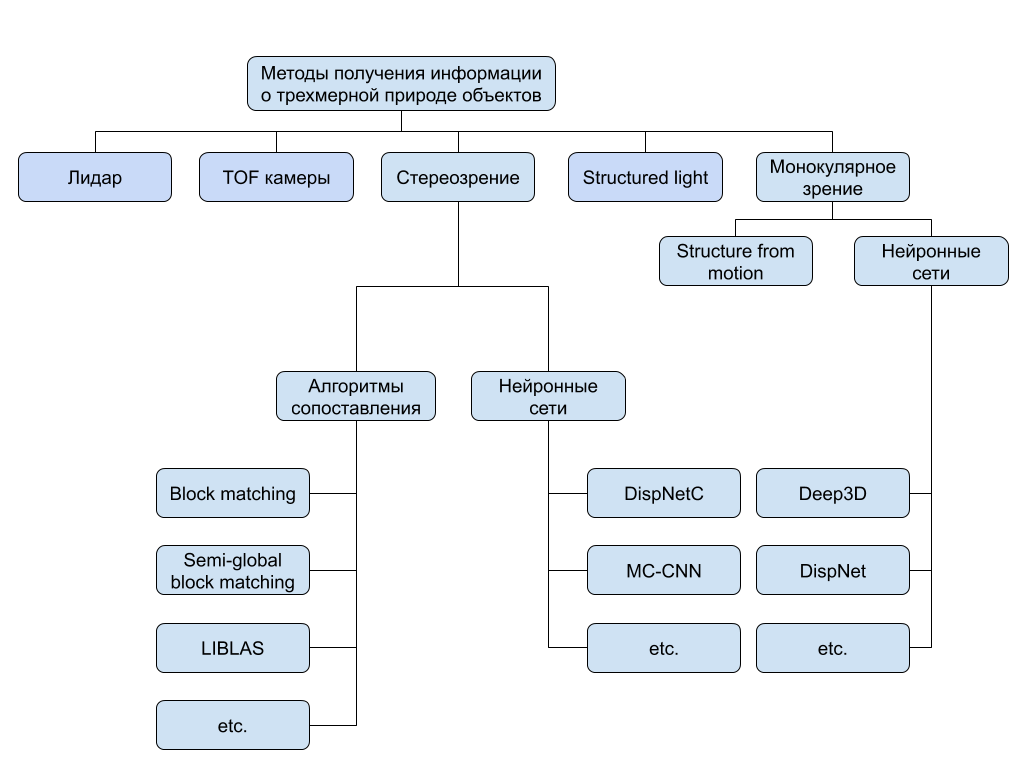 Методы получения информации
о трехмерной природе объектов
Лидар
TOF камеры
Стереозрение
Structured light
Монокулярное
зрение
Structure from
motion
Нейронные
сети
Алгоритмы
сопоставления
Нейронные
сети
Block matching
DispNetC
Deep3D
Semi-global
block matching
MC-CNN
DispNet
LIBLAS
etc.
etc.
etc.